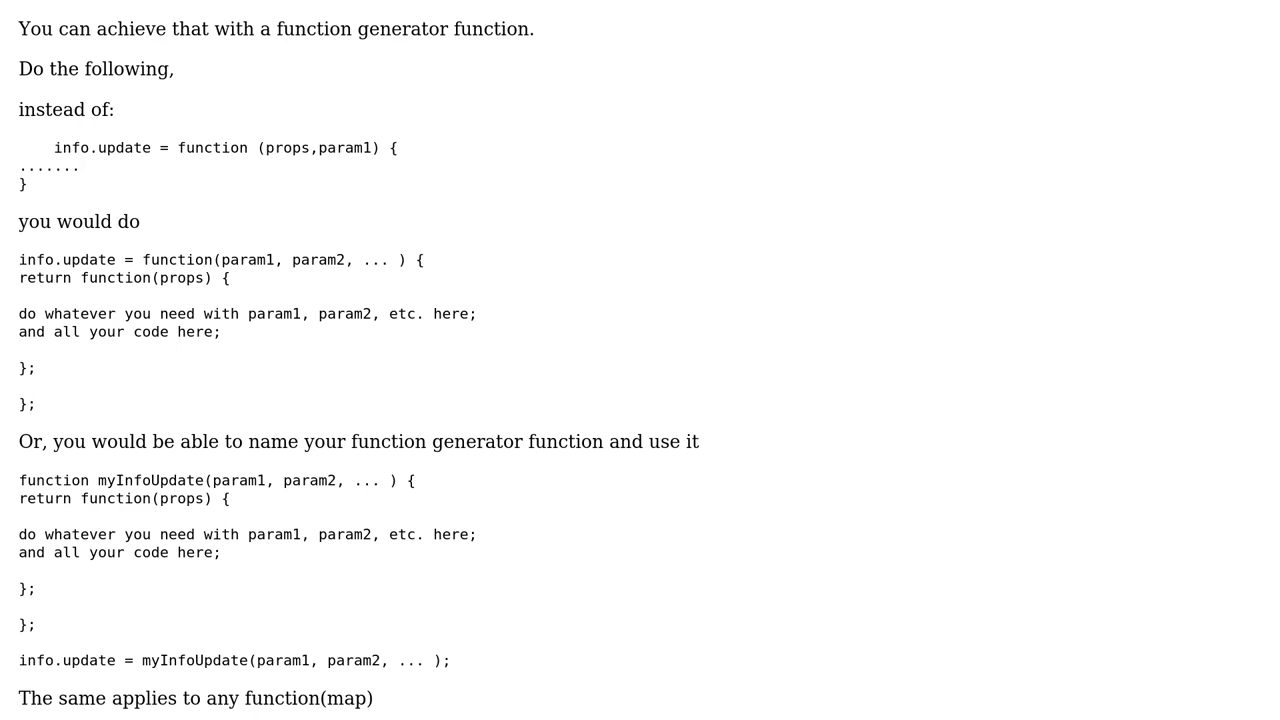 You can achieve that with a function generator function.
Do the following,
instead of:
    info.update = function (props,param1) {
.......
}
you would do
info.update = function(param1, param2, ... ) {
return function(props) {
do whatever you need with param1, param2, etc. here;
and all your code here;
};
};
Or, you would be able to name your function generator function and use it
function myInfoUpdate(param1, param2, ... ) {
return function(props) {
do whatever you need with param1, param2, etc. here;
and all your code here;
};
};
info.update = myInfoUpdate(param1, param2, ... );
The same applies to any function(map)